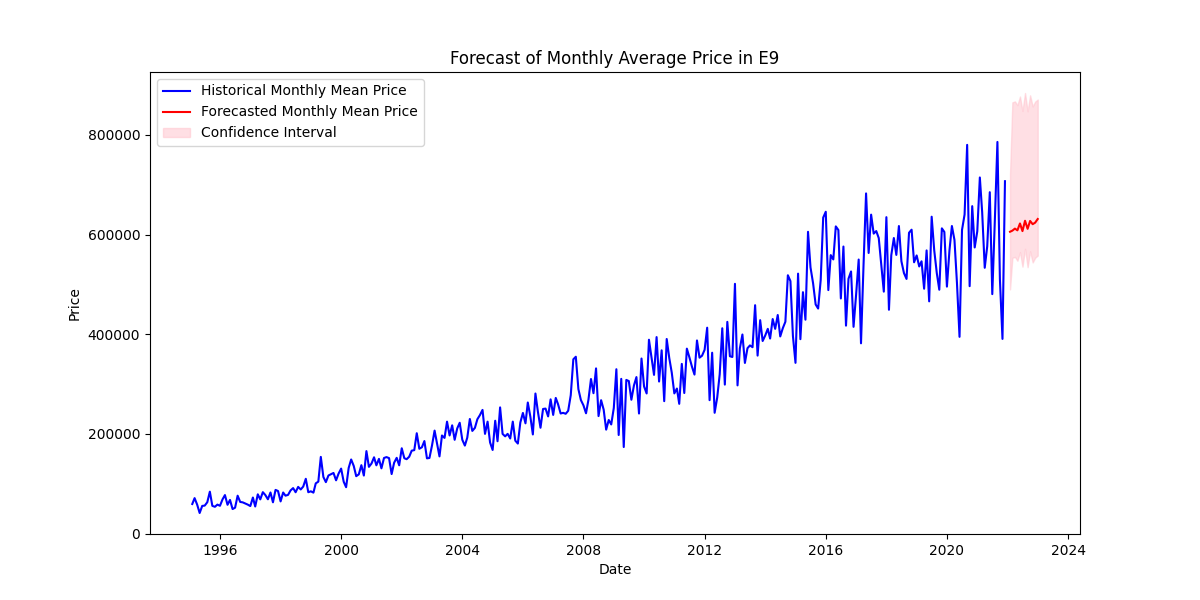 Forecast of Monthly Average Price in E9
Historical Monthly Mean Price
Forecasted Monthly Mean Price
Confidence Interval
800000
600000
400000
200000
0
Price
1996 2000 2004 2008 2012 2016 2020 2024
Date